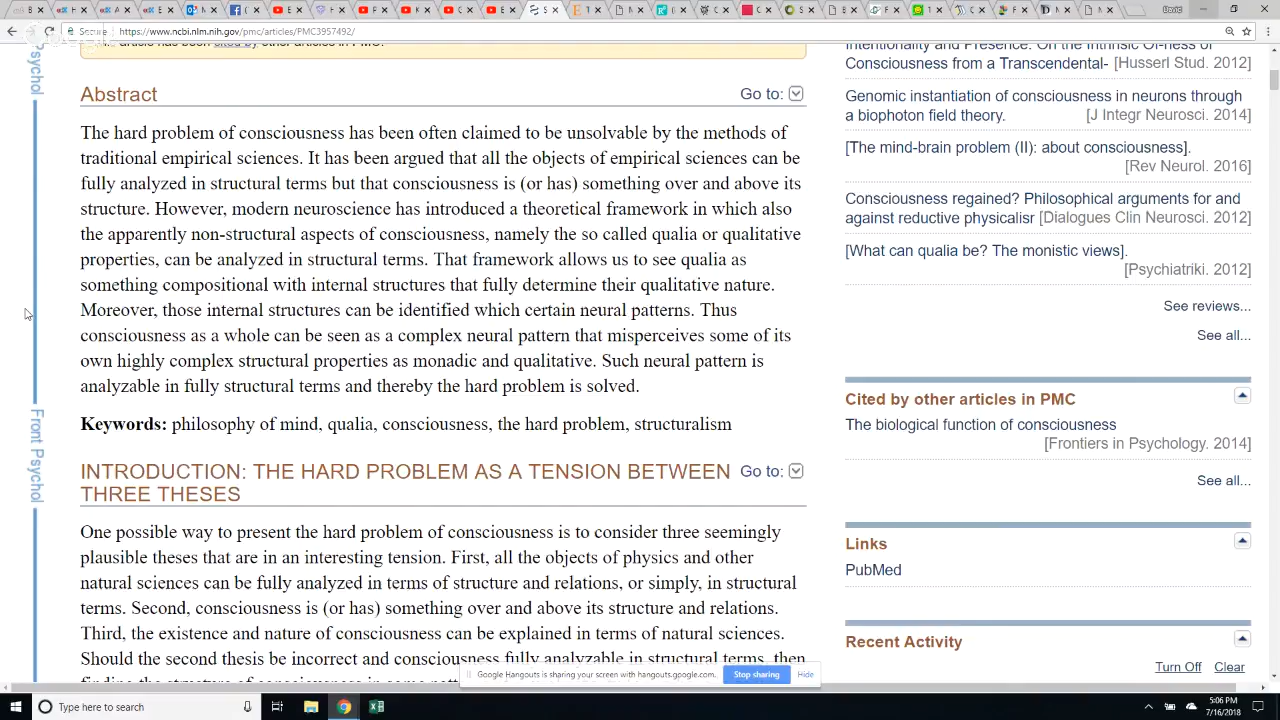 Secure
https://www.ncbi.nlm.nih.gov/pmc/articles/PMC3957492/
This article has been cited by other articles in PMC.
Psychol
Front Psychol
Abstract
Go to:
The hard problem of consciousness has been often claimed to be unsolvable by the methods of
traditional empirical sciences. It has been argued that all the objects of empirical sciences can be
fully analyzed in structural terms but that consciousness is (or has) something over and above its
structure. However, modern neuroscience has introduced a theoretical framework in which also
the apparently non-structural aspects of consciousness, namely the so called qualia or qualitative
properties, can be analyzed in structural terms. That framework allows us to see qualia as
something compositional with internal structures that fully determine their qualitative nature.
Moreover, those internal structures can be identified which certain neural patterns. Thus
consciousness as a whole can be seen as a complex neural pattern that misperceives some of its
own highly complex structural properties as monadic and qualitative. Such neural pattern is
analyzable in fully structural terms and thereby the hard problem is solved.
Keywords: philosophy of mind, qualia, consciousness, the hard problem, structuralism
INTRODUCTION: THE HARD PROBLEM AS A TENSION BETWEEN
THREE THESES
Go to:
One possible way to present the hard problem of consciousness is to consider three seemingly
plausible theses that are in an interesting tension. First, all the objects of physics and other
natural sciences can be fully analyzed in terms of structure and relations, or simply, in structural
terms. Second, consciousness is (or has) something over and above its structure and relations.
Third, the existence and nature of consciousness can be explained in terms of natural sciences.
Should the second thesis be incorrect and consciousness fully analyzable in structural terms, then
Intentionality and Presence: On the Intrinsic Of-ness of
Consciousness from a Transcendental- [Husserl Stud. 2012]
Genomic instantiation of consciousness in neurons through
a biophoton field theory. [J Integr Neurosci. 2014]
[The mind-brain problem (II): about consciousness].
[Rev Neurol. 2016]
Consciousness regained? Philosophical arguments for and
against reductive physicalisr [Dialogues Clin Neurosci. 2012]
[What can qualia be? The monistic views].
[Psychiatriki. 2012]
See reviews...
See all...
Cited by other articles in PMC
The biological function of consciousness
[Frontiers in Psychology. 2014]
See all...
Links
PubMed
Recent Activity
Turn Off Clear
Google Hangouts is sharing your screen with hangouts.google.com.
Stop sharing
Hide
Type here to search
5:06 PM
7/16/2018